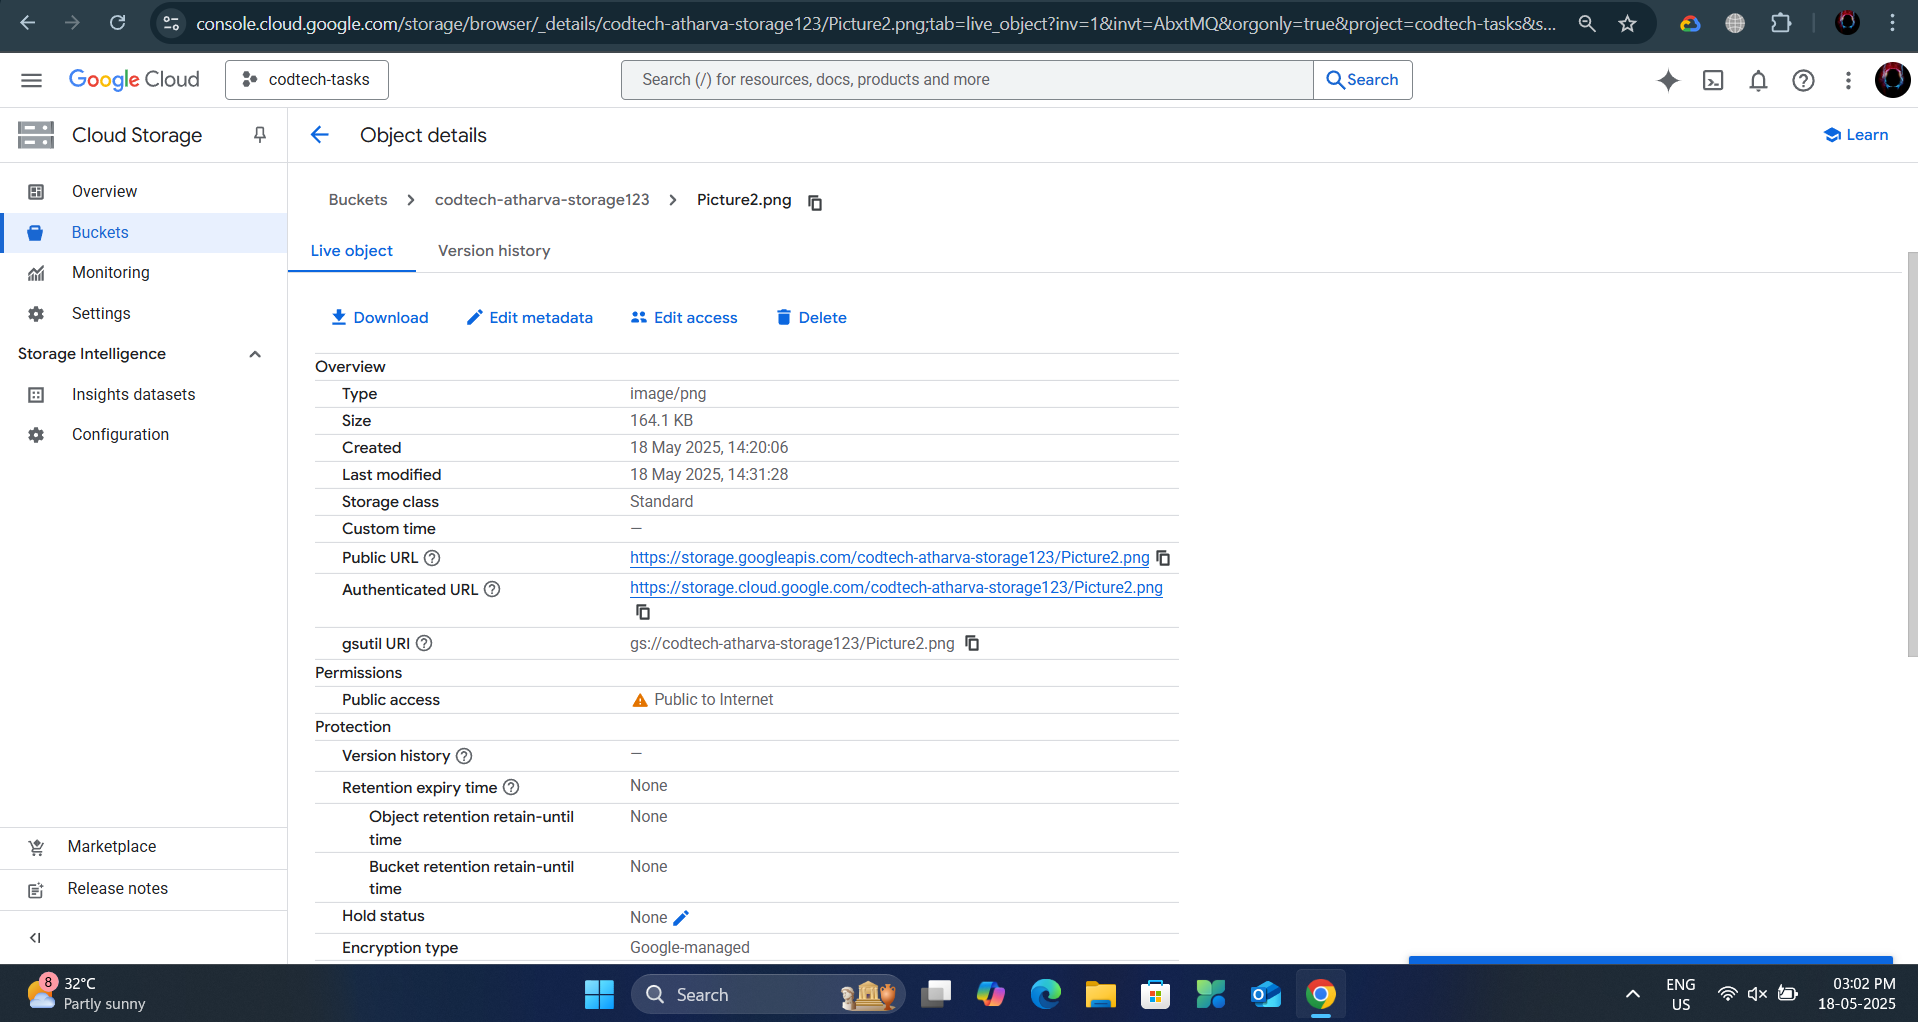 console.cloud.google.com/storage/browser/_details/codtech-atharva-storage123/Picture2.png;tab=live_object?inv=1&invt=AbxtMQ&orgonly=true&project=codtech-tasks&s...
Google Cloud
codtech-tasks
Search (/) for resources, docs, products and more
Search
Cloud Storage
Object details
Learn
Overview
Buckets
Monitoring
Settings
Storage Intelligence
Insights datasets
Configuration
Marketplace
Release notes
Buckets > codtech-atharva-storage123 > Picture2.png
Live object
Version history
Download
Edit metadata
Edit access
Delete
Overview
Type image/png
Size 164.1 KB
Created 18 May 2025, 14:20:06
Last modified 18 May 2025, 14:31:28
Storage class Standard
Custom time —
Public URL https://storage.googleapis.com/codtech-atharva-storage123/Picture2.png
Authenticated URL https://storage.cloud.google.com/codtech-atharva-storage123/Picture2.png
gsutil URI gs://codtech-atharva-storage123/Picture2.png
Permissions
Public access Public to Internet
Protection
Version history —
Retention expiry time None
Object retention retain-until None
time
Bucket retention retain-until None
time
Hold status None
Encryption type Google-managed
8
32°C
Partly sunny
Search
ENG
US
03:02 PM
18-05-2025